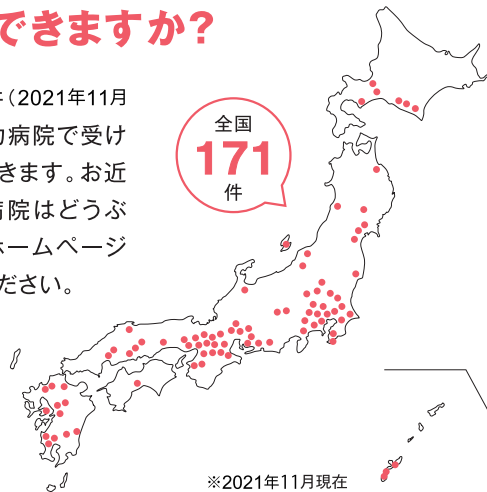 できますか？
（2021年11月
力病院で受け
きます。お近
病院はどうぶ
ホームページ
ださい。
全国
171
件
※2021年11月現在